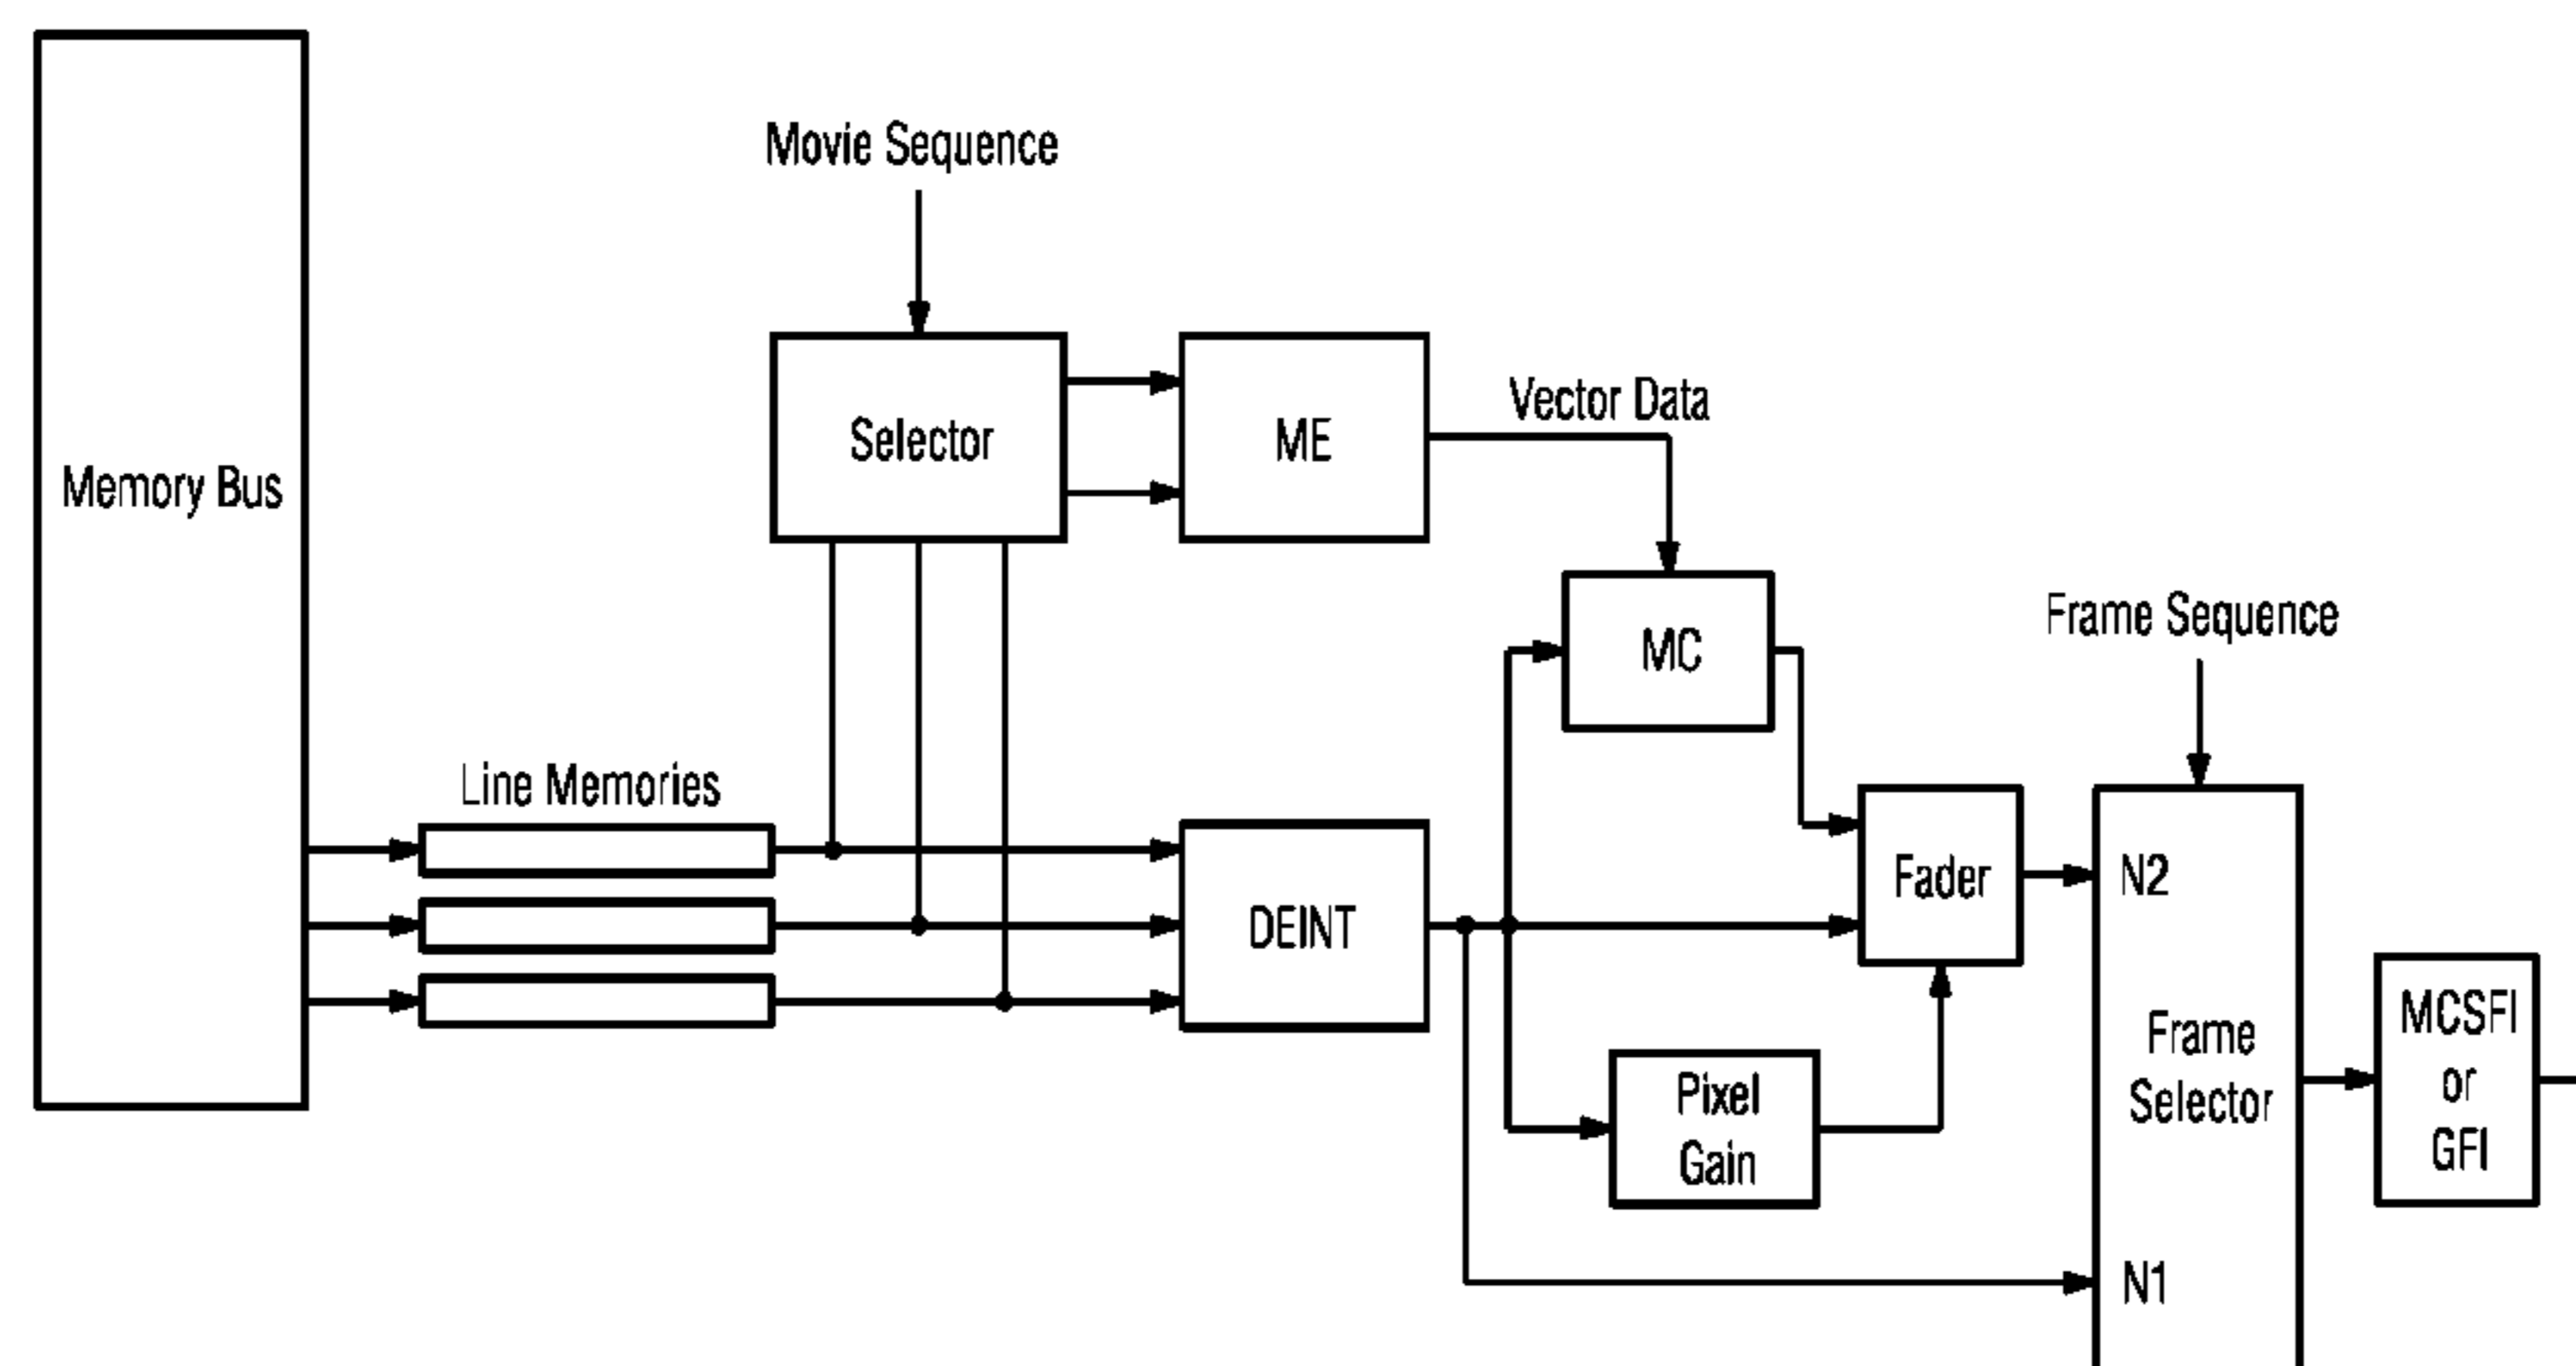 Movie Sequence
Memory Bus
Selector
ME
Vector Data
MC
Frame Sequence
Line Memories
DEINT
Fader
N2
Pixel
Gain
Frame
Selector
N1
MCSFI
or
GFI